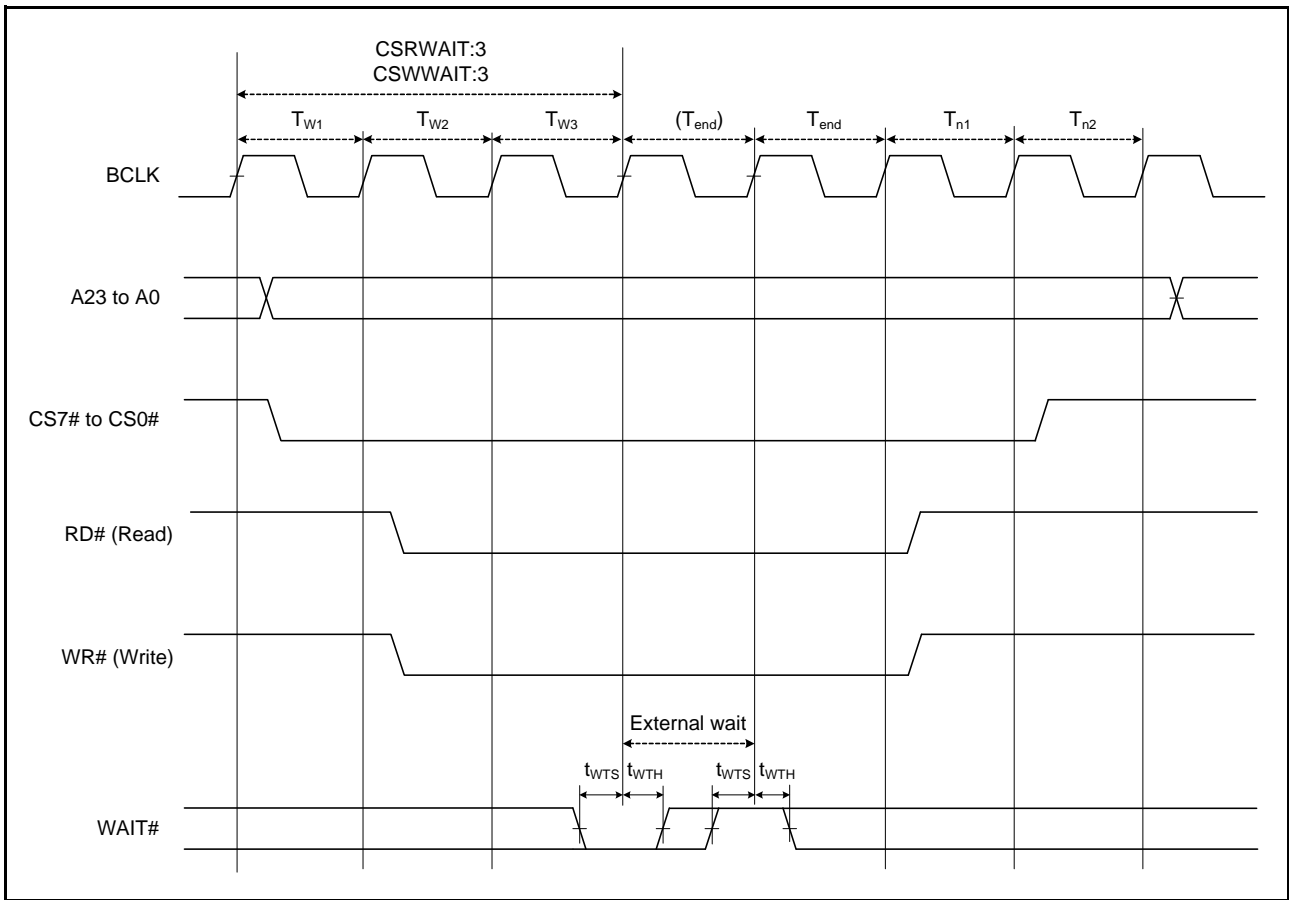 CSRWAIT:3
CSWWAIT:3
TW1 TW2 TW3 (Tend) Tend Tn1 Tn2
BCLK
A23 to A0
CS7# to CS0#
RD# (Read)
WR# (Write)
External wait
tWTS tWTH tWTS tWTH
WAIT#